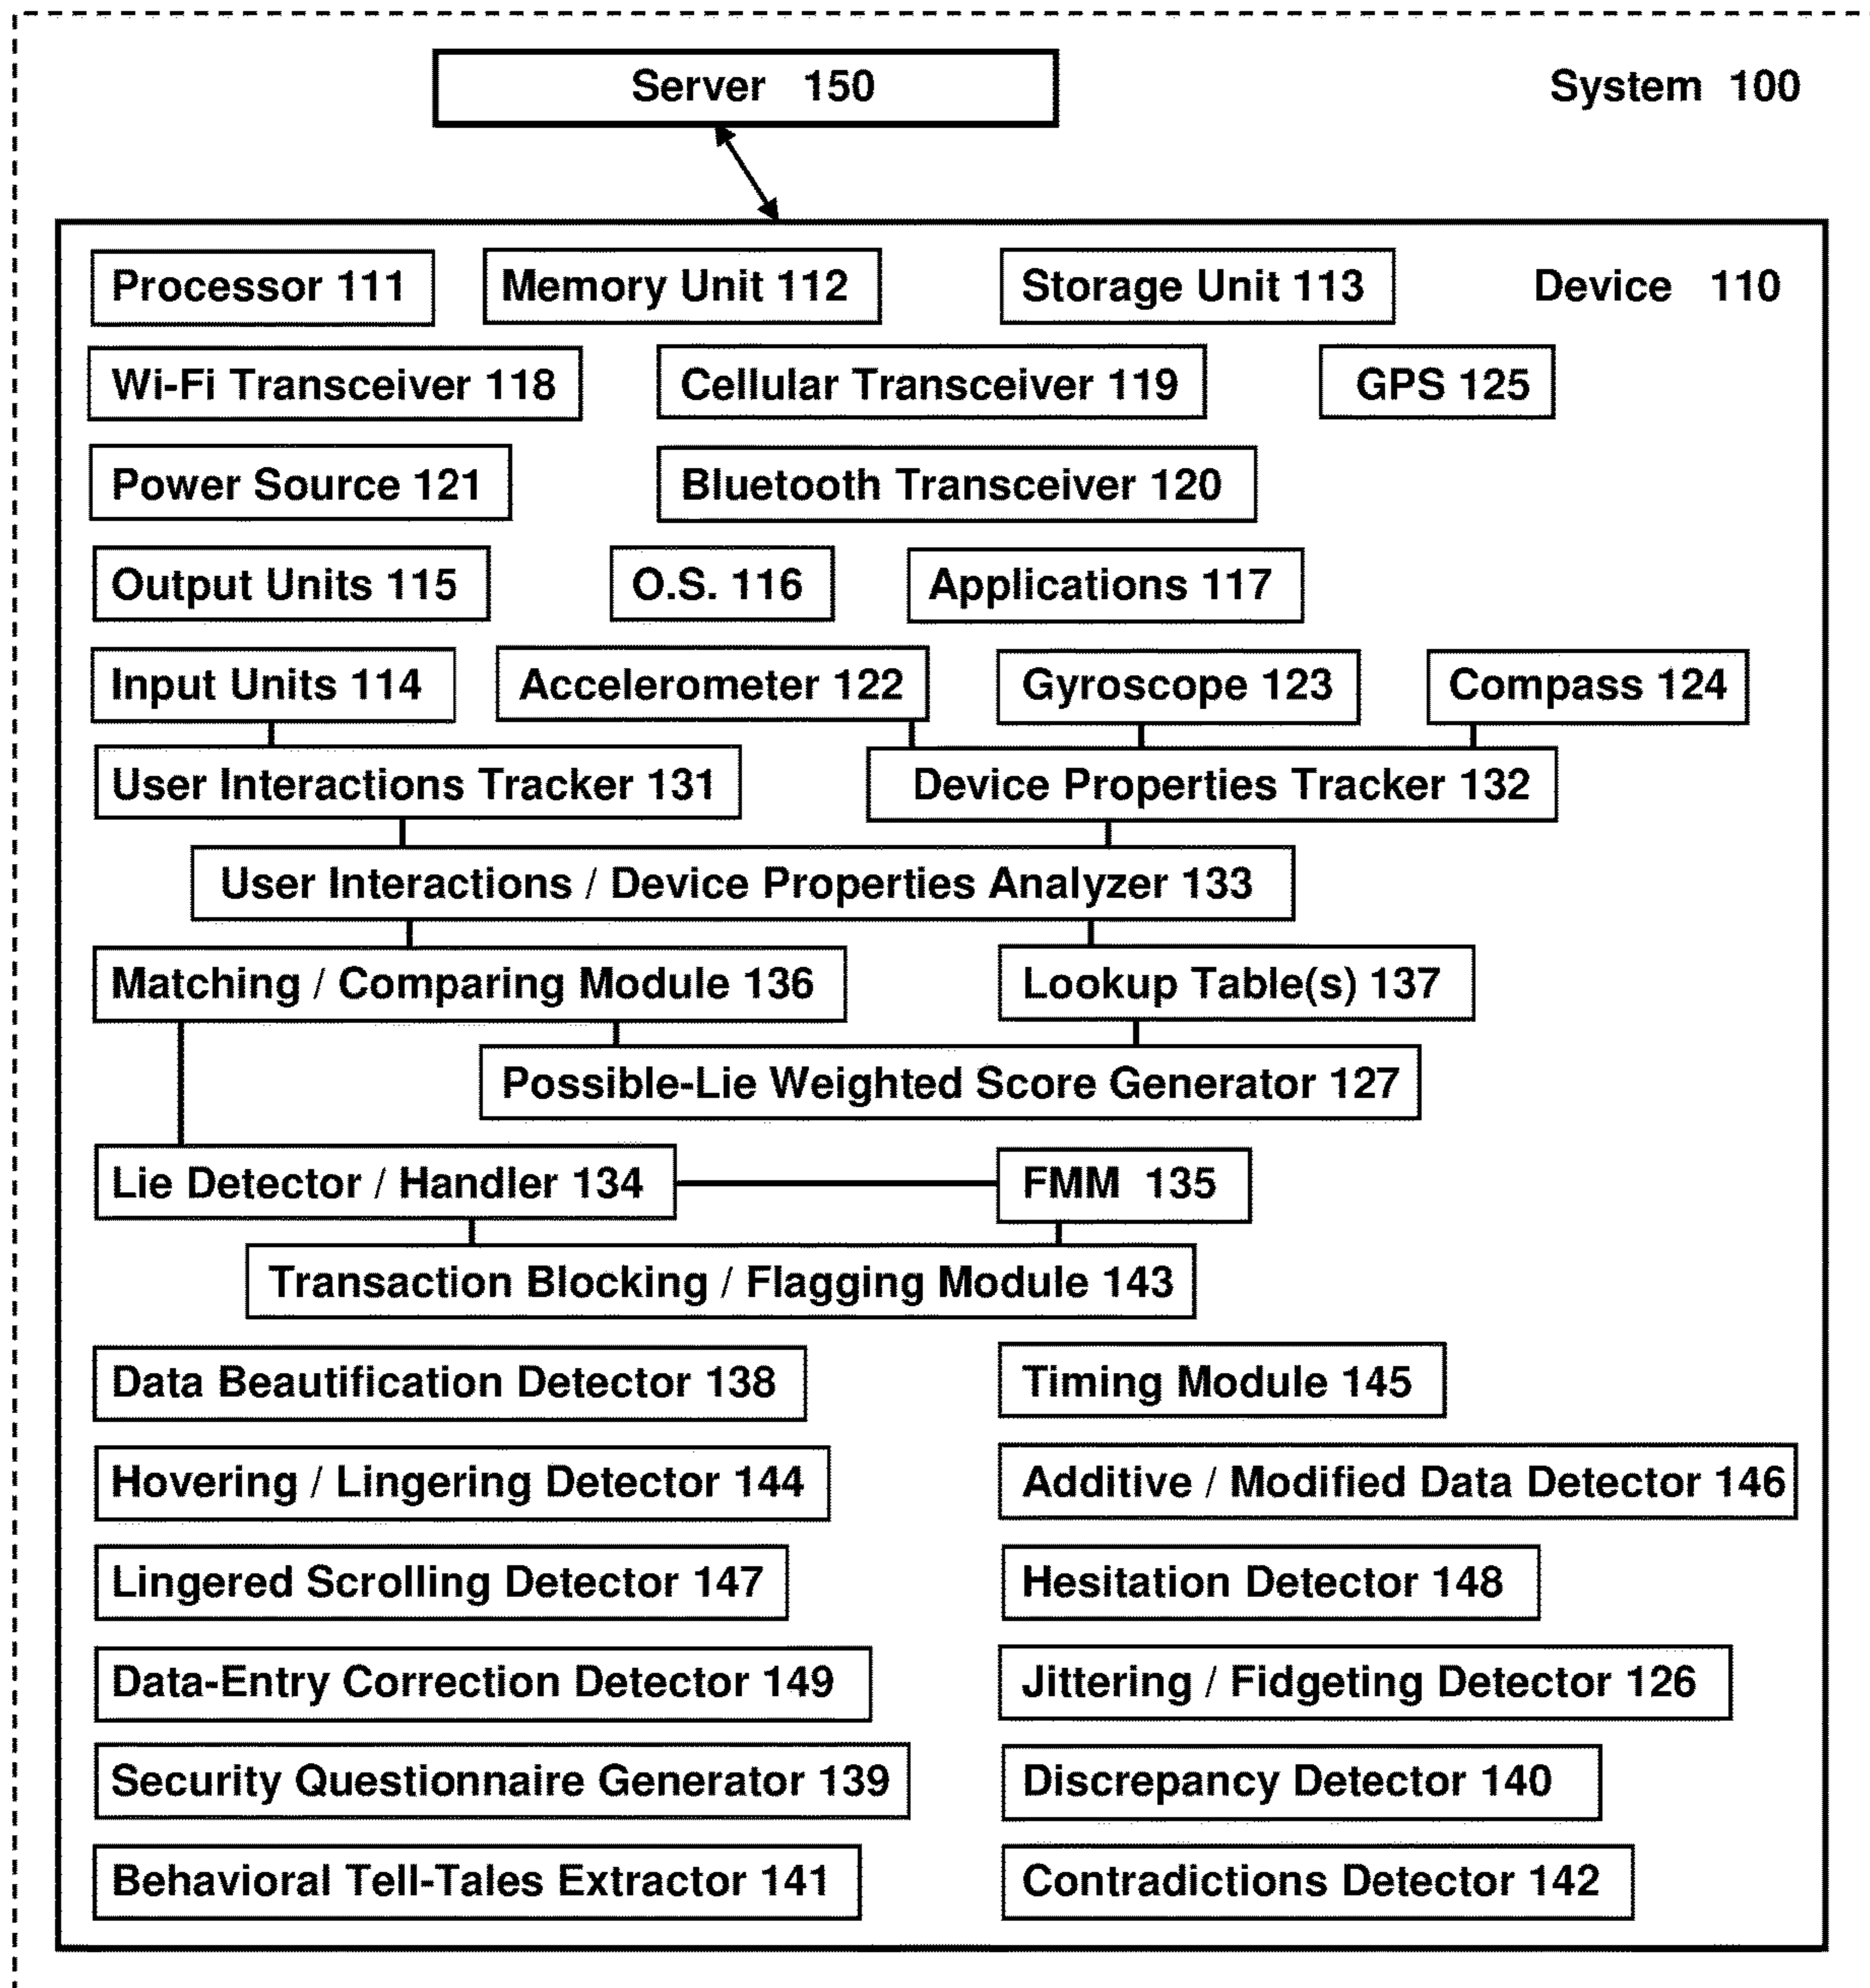 Server 150
System 100
Processor 111
Memory Unit 112
Storage Unit 113
Device 110
Wi-Fi Transceiver 118
Cellular Transceiver 119
GPS 125
Power Source 121
Bluetooth Transceiver 120
Output Units 115
O.S. 116
Applications 117
Input Units 114
Accelerometer 122
Gyroscope 123
Compass 124
User Interactions Tracker 131
Device Properties Tracker 132
User Interactions / Device Properties Analyzer 133
Matching / Comparing Module 136
Lookup Table(s) 137
Possible-Lie Weighted Score Generator 127
Lie Detector / Handler 134
FMM 135
Transaction Blocking / Flagging Module 143
Data Beautification Detector 138
Timing Module 145
Hovering / Lingering Detector 144
Additive / Modified Data Detector 146
Lingered Scrolling Detector 147
Hesitation Detector 148
Data-Entry Correction Detector 149
Jittering / Fidgeting Detector 126
Security Questionnaire Generator 139
Discrepancy Detector 140
Behavioral Tell-Tales Extractor 141
Contradictions Detector 142